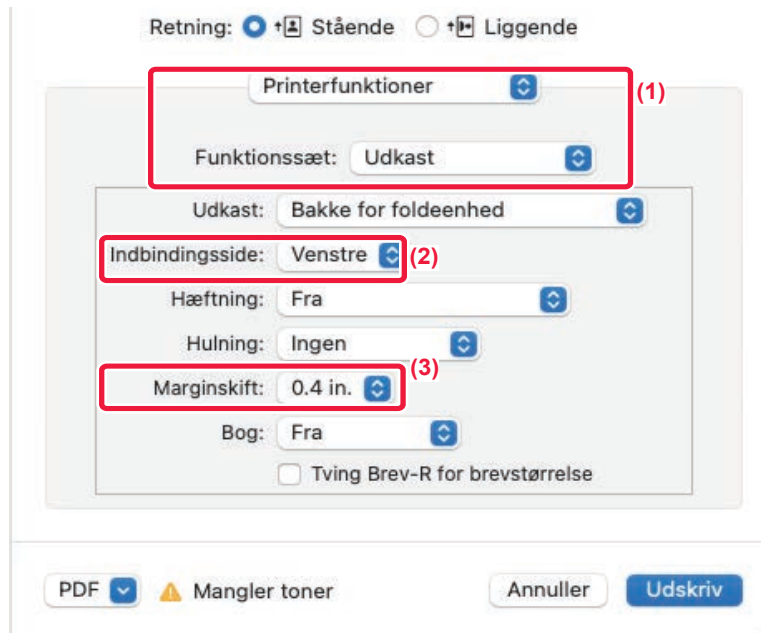 Retning: Stående Liggende
Printerfunktioner
(1)
Funktionssæt: Udkast
Udkast: Bakke for foldeenhed
Indbindingsside: Venstre (2)
Hæftning: Fra
Hulning: Ingen
(3)
Marginskift: 0.4 in.
Bog: Fra
Tving Brev-R for brevstørrelse
PDF Mangler toner Annuller Udskriv